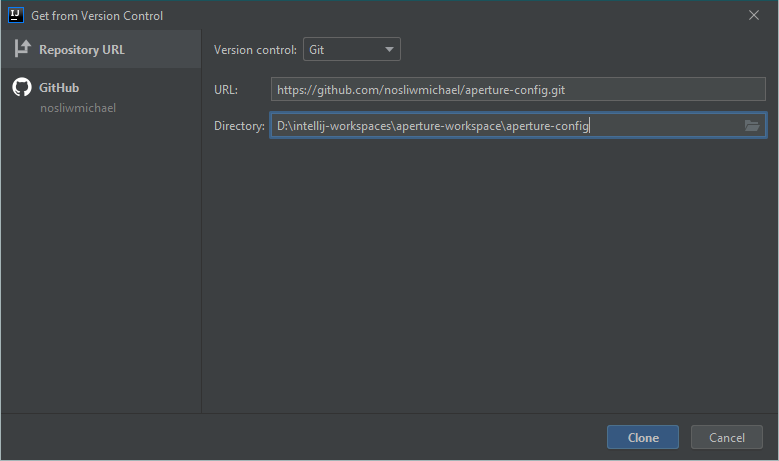 IJ Get from Version Control
Repository URL
GitHub
nosliwmichael
Version control: Git
URL: https://github.com/nosliwmichael/aperture-config.git
Directory: D:\intellij-workspaces\aperture-workspace\aperture-config
Clone Cancel